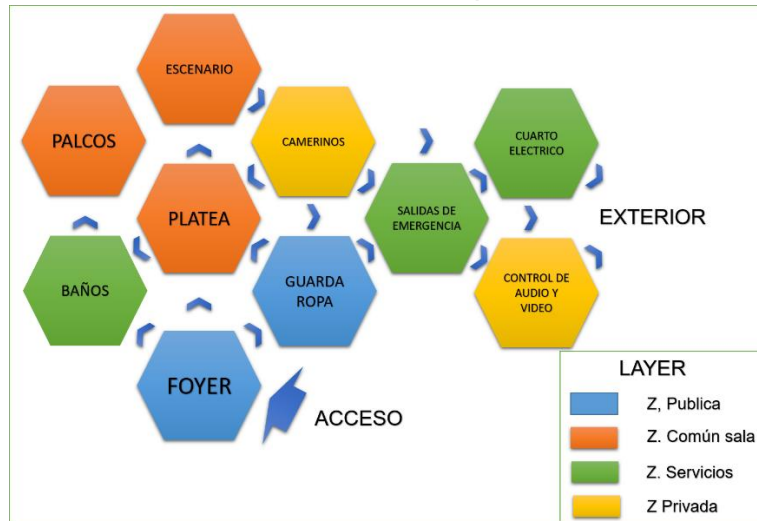 ESCENARIO
PALCOS
CAMERINOS
CUARTO
ELECTRICO
PLATEA
SALIDAS DE
EMERGENCIA
EXTERIOR
BAÑOS
GUARDA
ROPA
CONTROL DE
AUDIO Y
VIDEO
FOYER
ACCESO
LAYER
Z, Publica
Z. Común sala
Z. Servicios
Z Privada